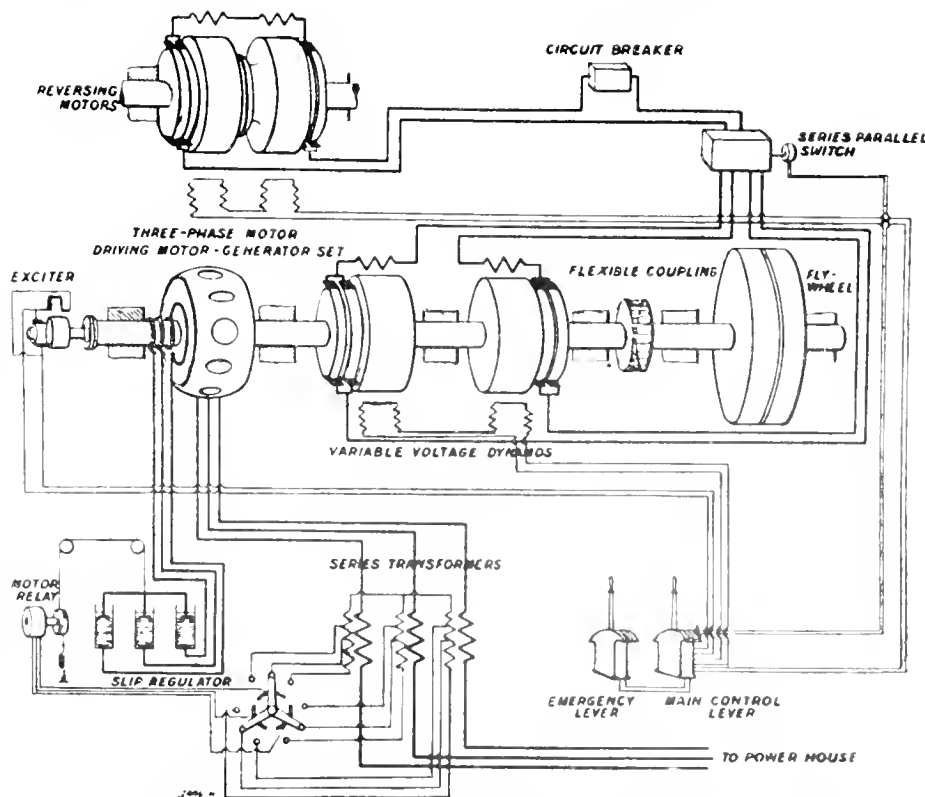 CIRCUIT BREAKER
REVERSING
MOTORS
SERIES PARALLEL
SWITCH
THREE-PHASE MOTOR
DRIVING MOTOR-GENERATOR SET
EXCITER
FLEXIBLE COUPLING
FLY-
WHEEL
VARIABLE VOLTAGE DYNAMOS
SERIES TRANSFORMERS
MOTOR
RELAY
SLIP REGULATOR
EMERGENCY
LEVER
MAIN CONTROL
LEVER
TO POWER HOUSE